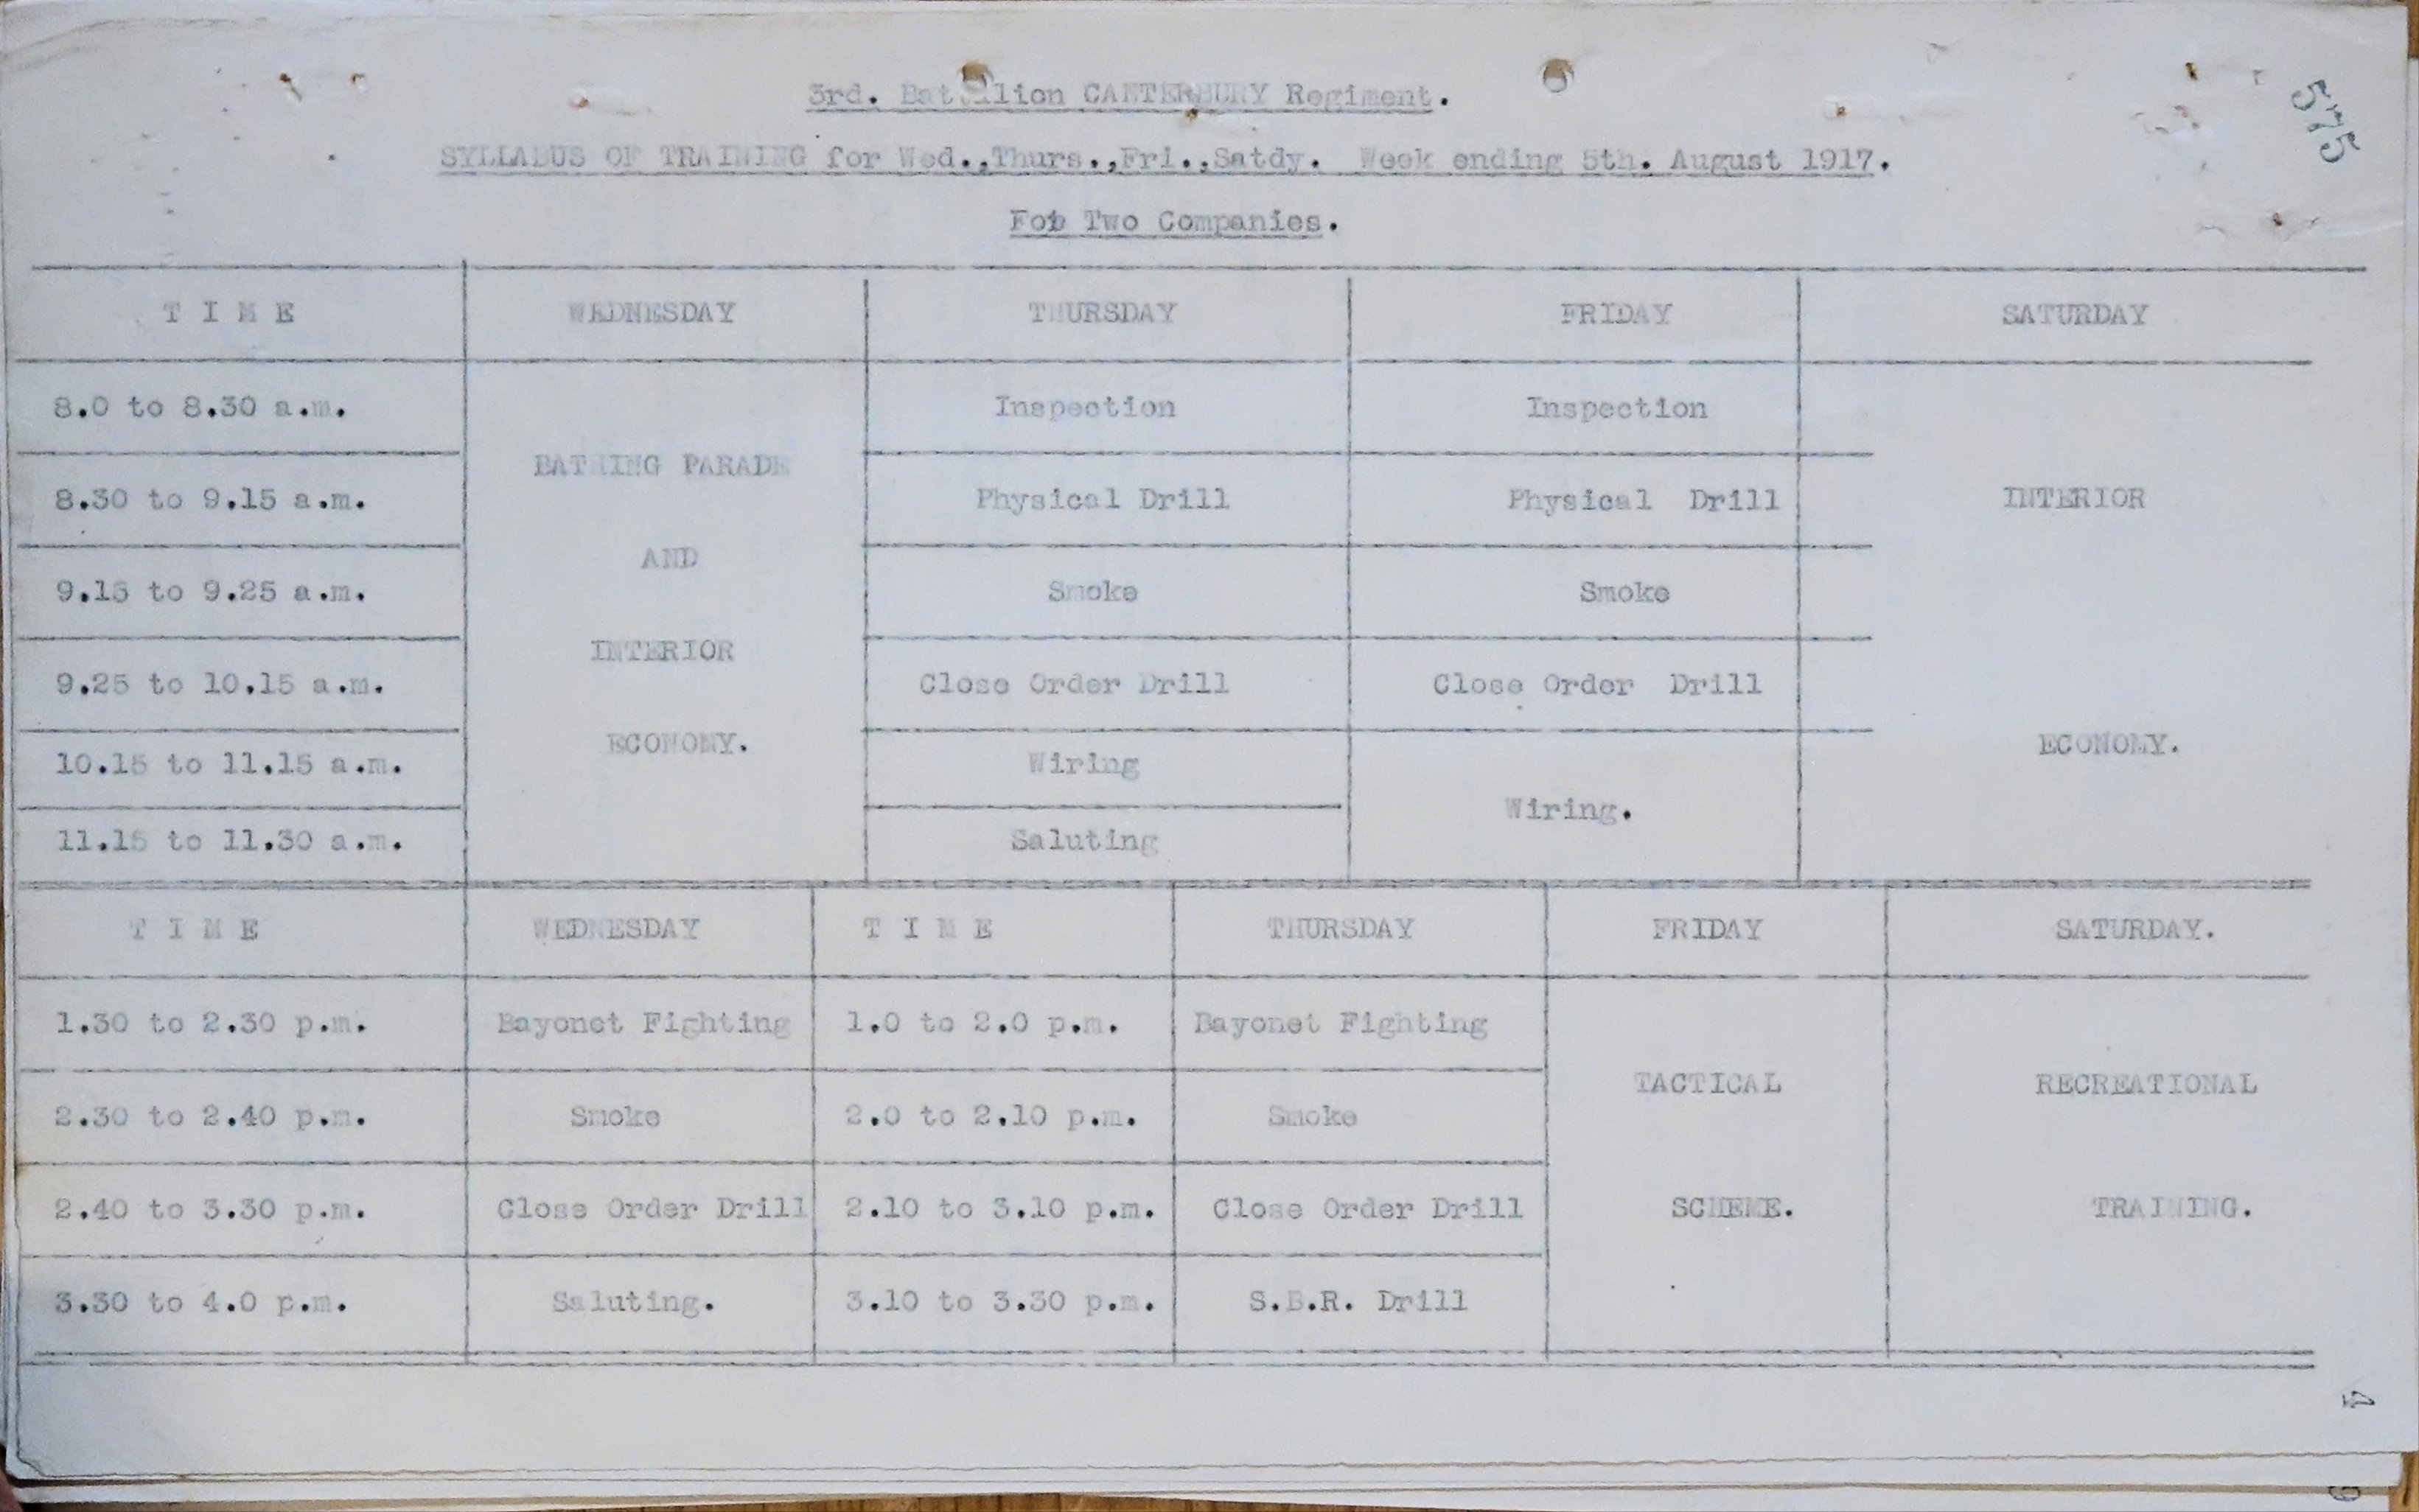 575
3rd. Battalion CANTERBURY Regiment.
SYLLABUS OF TRAINING for Wed.,Thurs.,Fri.,Satdy. Week ending 5th. August 1917.
For Two Companies.
T I M E WEDNESDAY THURSDAY FRIDAY SATURDAY
8.0 to 8.30 a.m. Inspection Inspection
BATHING PARADE
8.30 to 9.15 a.m. Physical Drill Physical Drill INTERIOR
AND
9.15 to 9.25 a.m. Smoke Smoke
INTERIOR
9.25 to 10.15 a.m. Close Order Drill Close Order Drill
ECONOMY. ECONOMY.
10.15 to 11.15 a.m. Wiring
Wiring.
11.15 to 11.30 a.m. Saluting
T I M E WEDNESDAY T I M E THURSDAY FRIDAY SATURDAY.
1.30 to 2.30 p.m. Bayonet Fighting 1.0 to 2.0 p.m. Bayonet Fighting
TACTICAL RECREATIONAL
2.30 to 2.40 p.m. Smoke 2.0 to 2.10 p.m. Smoke
2.40 to 3.30 p.m. Close Order Drill 2.10 to 3.10 p.m. Close Order Drill SCHEME. TRAINING.
3.30 to 4.0 p.m. Saluting. 3.10 to 3.30 p.m. S.B.R. Drill